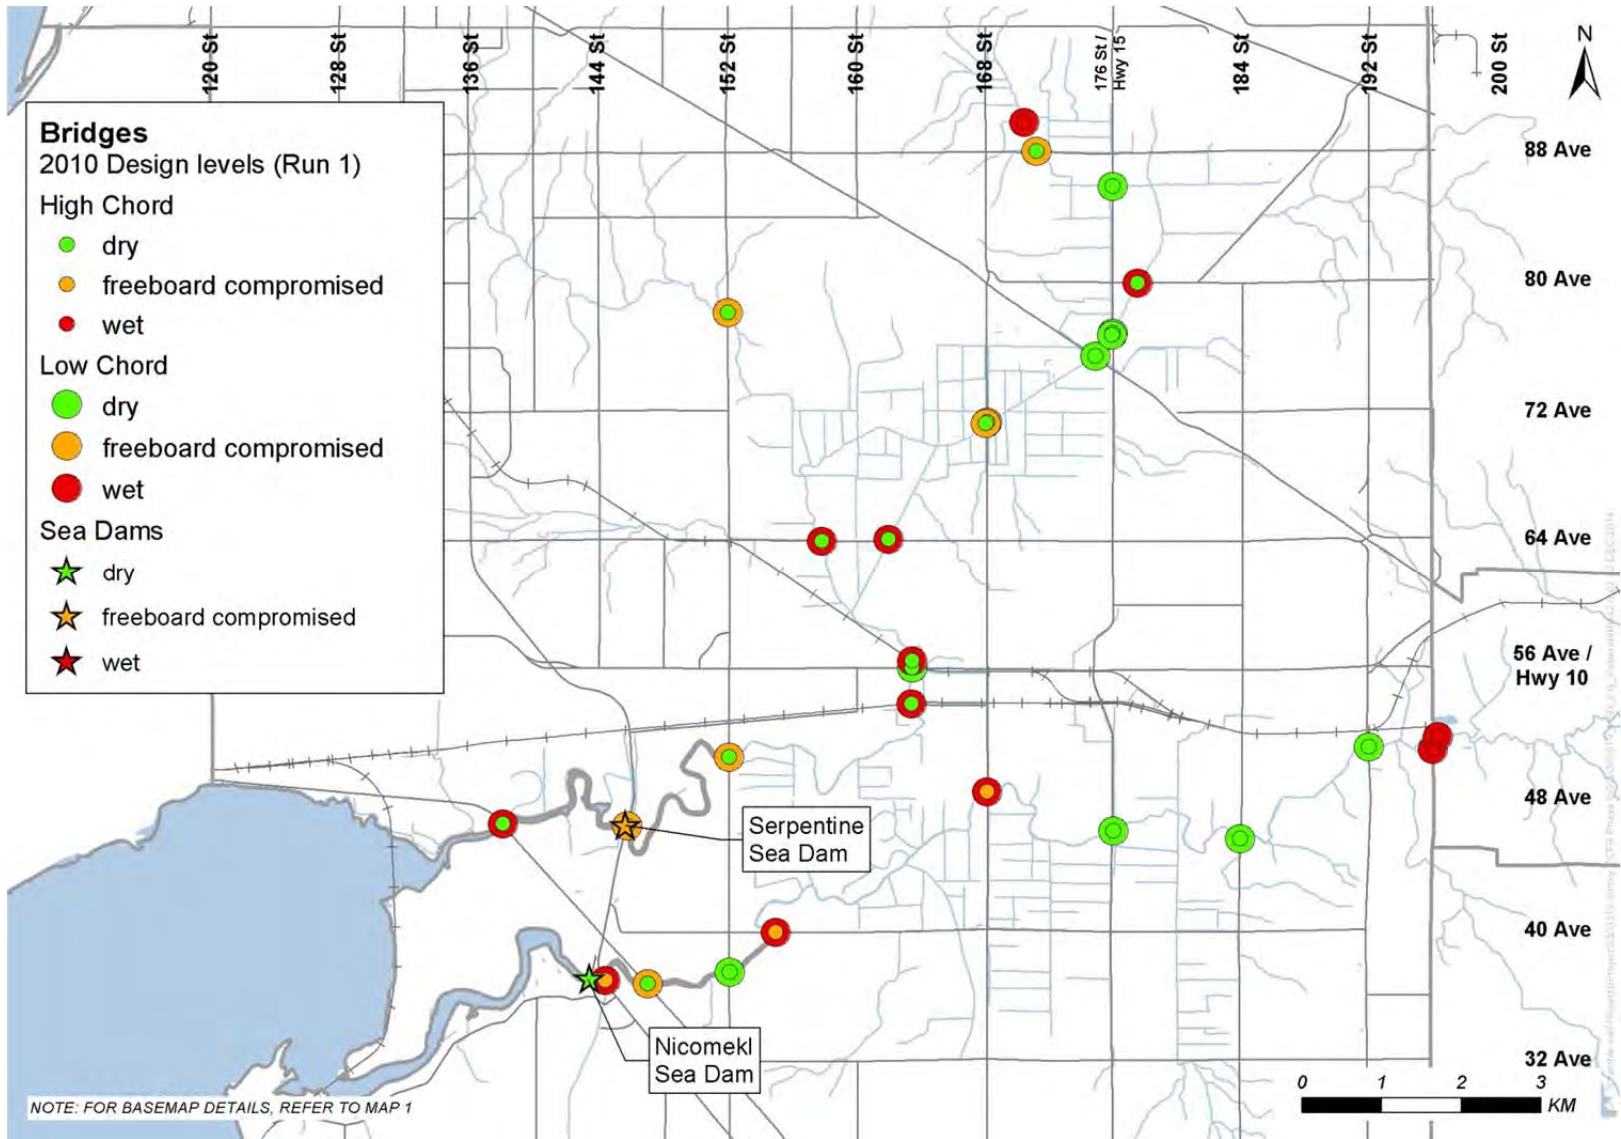 120 St
128 St
136 St
144 St
152 St
160 St
168 St
176 St /
Hwy 15
184 St
192 St
200 St
N
Bridges
2010 Design levels (Run 1)
High Chord
dry
freeboard compromised
wet
Low Chord
dry
freeboard compromised
wet
Sea Dams
dry
freeboard compromised
wet
88 Ave
80 Ave
72 Ave
64 Ave
56 Ave /
Hwy 10
48 Ave
40 Ave
32 Ave
Serpentine
Sea Dam
Nicomekl
Sea Dam
0 1 2 3
KM
NOTE: FOR BASEMAP DETAILS, REFER TO MAP 1